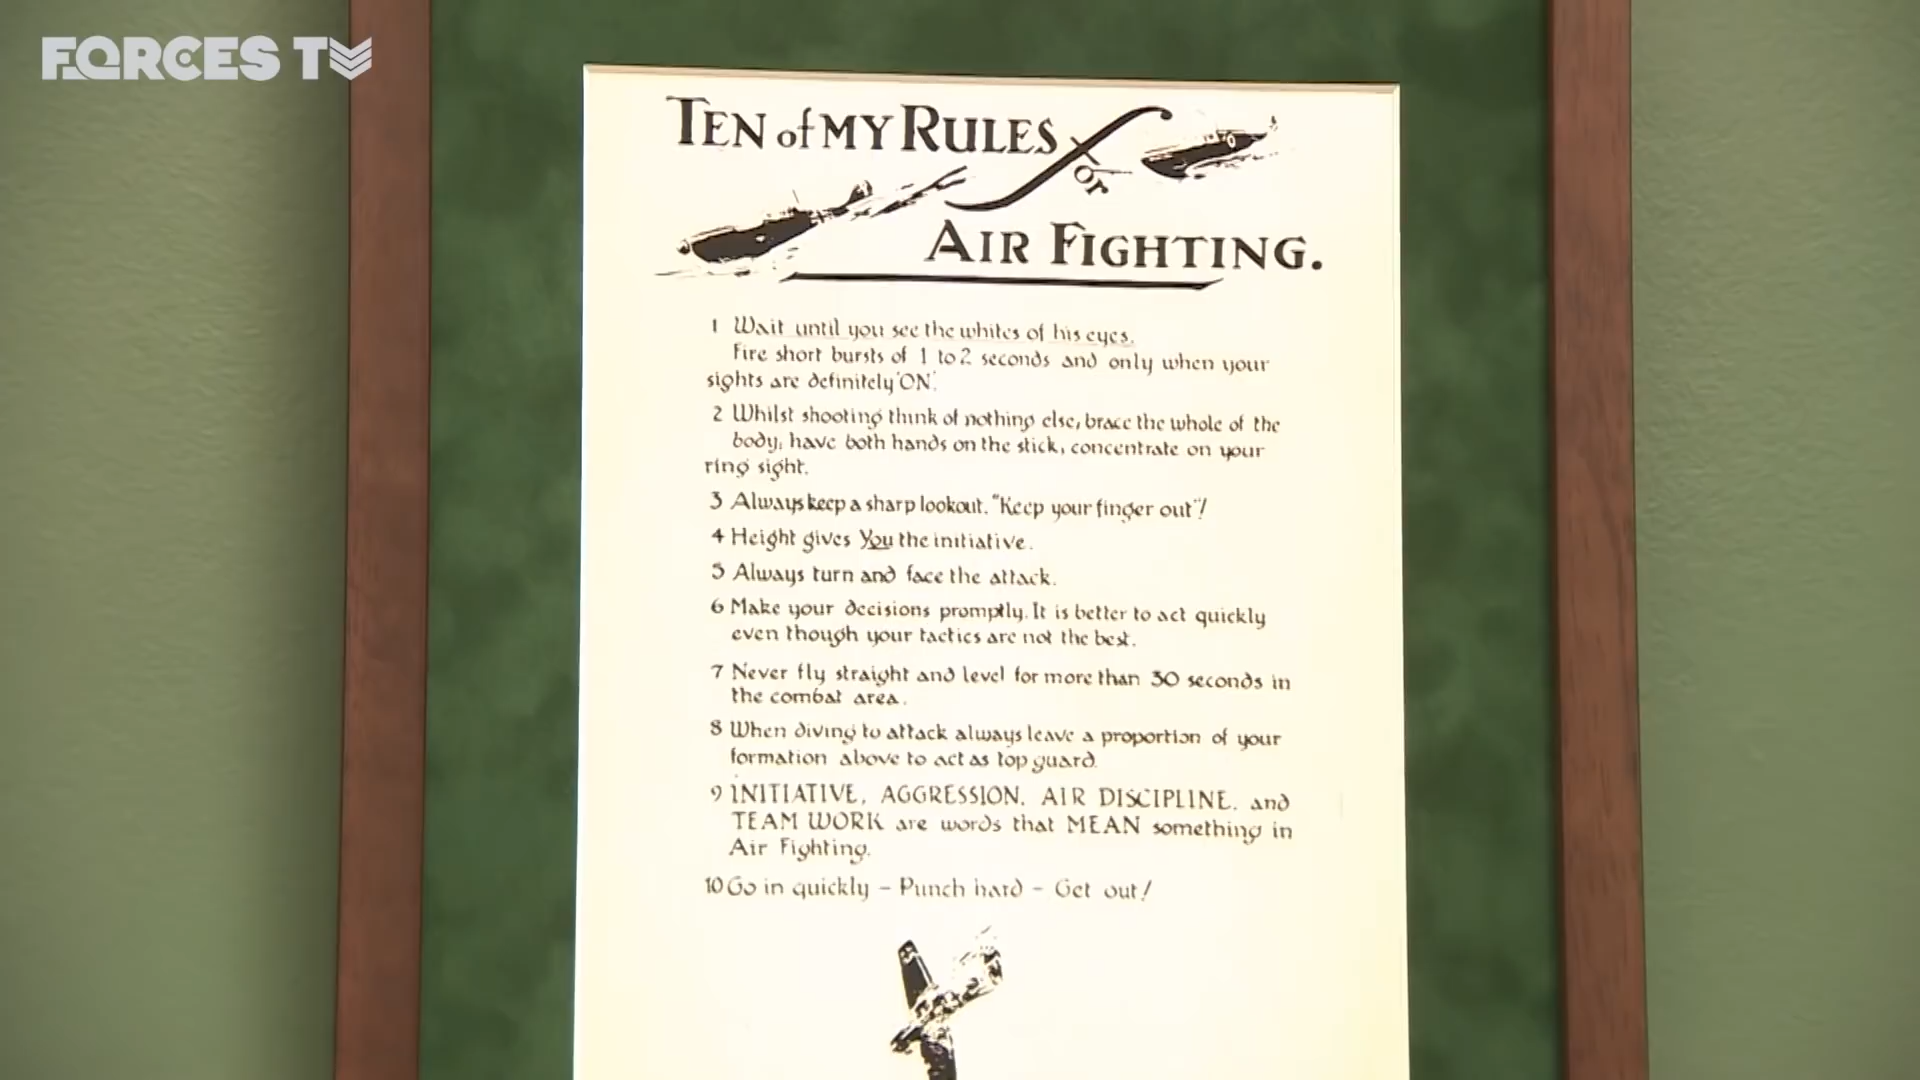 FORCES TV
TEN of MY RULES for
AIR FIGHTING.
1 Wait until you see the whites of his eyes.
Fire short bursts of 1 to 2 seconds and only when your
sights are definitely 'ON'.
2 Whilst shooting think of nothing else, brace the whole of the
body, have both hands on the stick, concentrate on your
ring sight.
3 Always keep a sharp lookout. "Keep your finger out"!
4 Height gives You the initiative.
5 Always turn and face the attack.
6 Make your decisions promptly. It is better to act quickly
even though your tactics are not the best.
7 Never fly straight and level for more than 30 seconds in
the combat area.
8 When diving to attack always leave a proportion of your
formation above to act as top guard.
9 INITIATIVE, AGGRESSION, AIR DISCIPLINE, and
TEAM WORK are words that MEAN something in
Air Fighting.
10 Go in quickly – Punch hard – Get out!